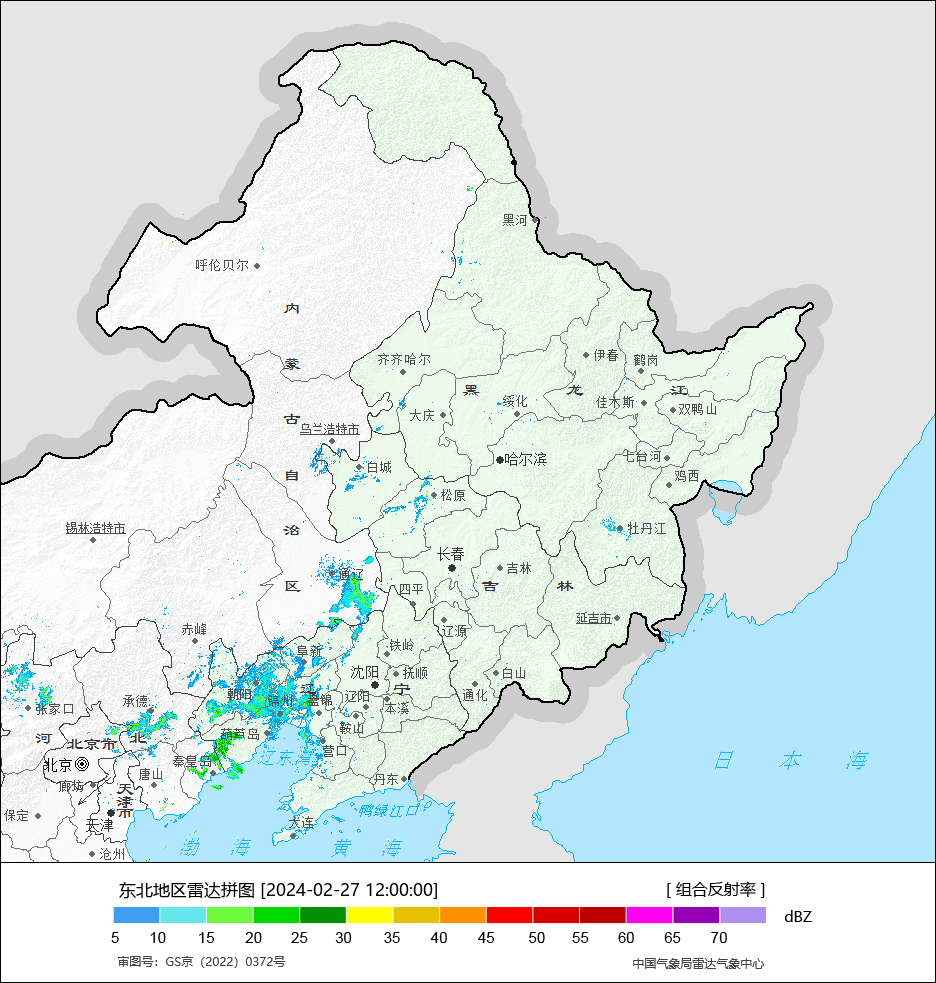 黑河
呼伦贝尔
内
蒙
古
自
治
区
齐齐哈尔
伊春
鹤岗
黑
龙
江
绥化
佳木斯
双鸭山
大庆
乌兰浩特市
哈尔滨
七台河
白城
鸡西
松原
锡林浩特市
牡丹江
长春
通辽
吉林
四平
吉
林
延吉市
赤峰
辽源
铁岭
阜新
沈阳
抚顺
白山
朝阳
辽
宁
通化
锦州
盘锦
辽阳
本溪
承德
张家口
鞍山
葫芦岛
河
北京市
北
营口
辽东湾
秦皇岛
北京
唐山
丹东
廊坊
天
津
市
日
本
海
保定
鸭绿江口
天津
大连
渤
海
黄
海
沧州
东北地区雷达拼图 [2024-02-27 12:00:00]
[ 组合反射率 ]
dBZ
5 10 15 20 25 30 35 40 45 50 55 60 65 70
审图号：GS京（2022）0372号
中国气象局雷达气象中心